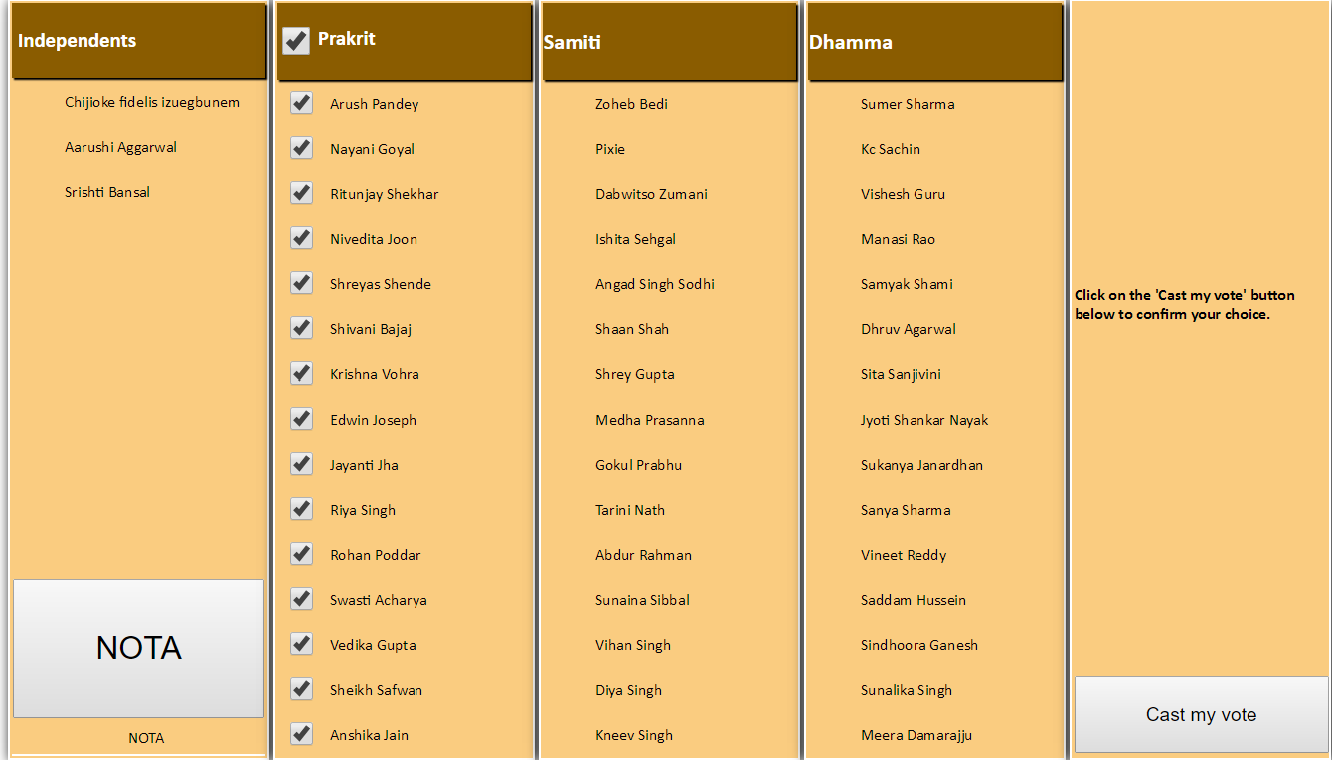 Independents
Chijioke fidelis izuegbunem
Aarushi Aggarwal
Srishti Bansal
NOTA
NOTA
Prakrit
Arush Pandey
Nayani Goyal
Ritunjay Shekhar
Nivedita Joon
Shreyas Shende
Shivani Bajaj
Krishna Vohra
Edwin Joseph
Jayanti Jha
Riya Singh
Rohan Poddar
Swasti Acharya
Vedika Gupta
Sheikh Safwan
Anshika Jain
Samiti
Zoheb Bedi
Pixie
Dabwitso Zumani
Ishita Sehgal
Angad Singh Sodhi
Shaan Shah
Shrey Gupta
Medha Prasanna
Gokul Prabhu
Tarini Nath
Abdur Rahman
Sunaina Sibbal
Vihan Singh
Diya Singh
Kneev Singh
Dhamma
Sumer Sharma
Kc Sachin
Vishesh Guru
Manasi Rao
Samyak Shami
Dhruv Agarwal
Sita Sanjivini
Jyoti Shankar Nayak
Sukanya Janardhan
Sanya Sharma
Vineet Reddy
Saddam Hussein
Sindhoora Ganesh
Sunalika Singh
Meera Damarajju
Click on the 'Cast my vote' button
below to confirm your choice.
Cast my vote